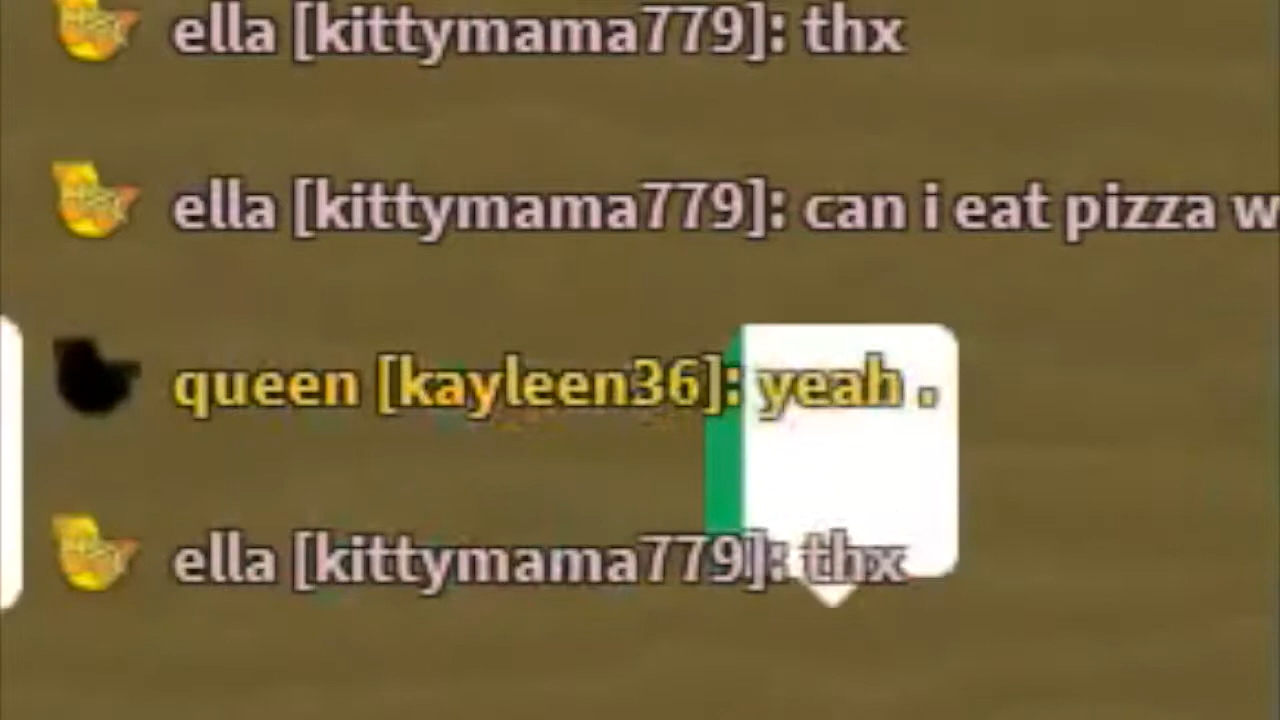 ella [kittymama779]: thx
ella [kittymama779]: can i eat pizza w
queen [kayleen36]: yeah .
ella [kittymama779]: thx